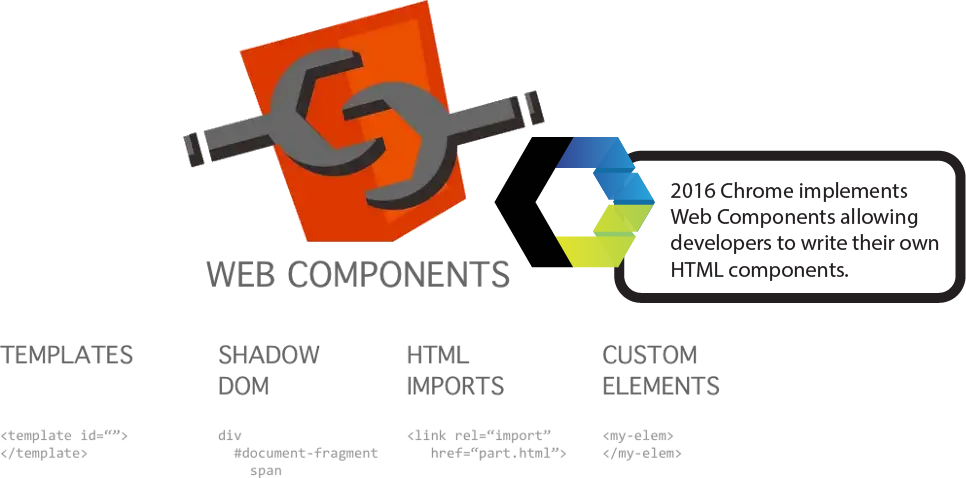 2016 Chrome implements
Web Components allowing
developers to write their own
HTML components.
WEB COMPONENTS
TEMPLATES
<template id=“”>
</template>
SHADOW
DOM
div
#document-fragment
span
HTML
IMPORTS
<link rel=“import”
href=“part.html”>
CUSTOM
ELEMENTS
<my-elem>
</my-elem>